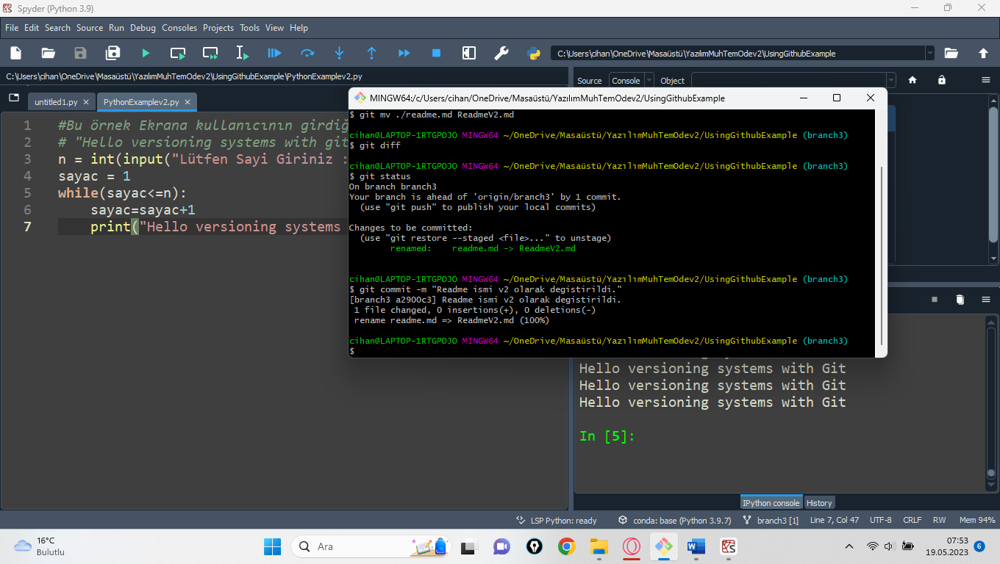 Spyder (Python 3.9)
File Edit Search Source Run Debug Consoles Projects Tools View Help
C:\Users\cihan\OneDrive\Masaüstü\YazılımMuhTemOdev2\UsingGithubExample
C:\Users\cihan\OneDrive\Masaüstü\YazılımMuhTemOdev2\UsingGithubExample\PythonExamplev2.py
Source Console Object
untitled1.py PythonExamplev2.py
1 #Bu örnek Ekrana kullanıcının girdiğ
2 # "Hello versioning systems with git
3 n = int(input("Lütfen Sayi Giriniz :
4 sayac = 1
5 while(sayac<=n):
6 sayac=sayac+1
7 print("Hello versioning systems
MINGW64:/c/Users/cihan/OneDrive/Masaüstü/YazılımMuhTemOdev2/UsingGithubExample
$ git mv ./readme.md ReadmeV2.md
cihan@LAPTOP-1RTGPOJO MINGW64 ~/OneDrive/Masaüstü/YazılımMuhTemOdev2/UsingGithubExample (branch3)
$ git diff
cihan@LAPTOP-1RTGPOJO MINGW64 ~/OneDrive/Masaüstü/YazılımMuhTemOdev2/UsingGithubExample (branch3)
$ git status
On branch branch3
Your branch is ahead of 'origin/branch3' by 1 commit.
(use "git push" to publish your local commits)
Changes to be committed:
(use "git restore --staged <file>..." to unstage)
renamed: readme.md -> ReadmeV2.md
cihan@LAPTOP-1RTGPOJO MINGW64 ~/OneDrive/Masaüstü/YazılımMuhTemOdev2/UsingGithubExample (branch3)
$ git commit -m "Readme ismi v2 olarak degistirildi."
[branch3 a2900c3] Readme ismi v2 olarak degistirildi.
1 file changed, 0 insertions(+), 0 deletions(-)
rename readme.md => ReadmeV2.md (100%)
cihan@LAPTOP-1RTGPOJO MINGW64 ~/OneDrive/Masaüstü/YazılımMuhTemOdev2/UsingGithubExample (branch3)
$
Hello versioning systems with Git
Hello versioning systems with Git
Hello versioning systems with Git
In [5]:
IPython console History
LSP Python: ready conda: base (Python 3.9.7) branch3 [1] Line 7, Col 47 UTF-8 CRLF RW Mem 94%
16°C
Bulutlu
Ara
07:53
19.05.2023
6